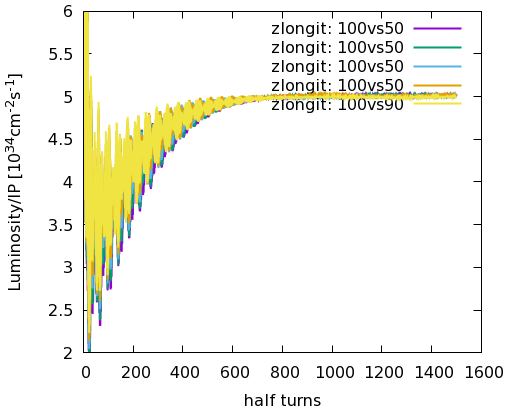 6
5.5
5
4.5
4
3.5
3
2.5
2
0 200 400 600 800 1000 1200 1400 1600
Luminosity/IP [10³⁴cm⁻²s⁻¹]
half turns
zlongit: 100vs50
zlongit: 100vs50
zlongit: 100vs50
zlongit: 100vs50
zlongit: 100vs90